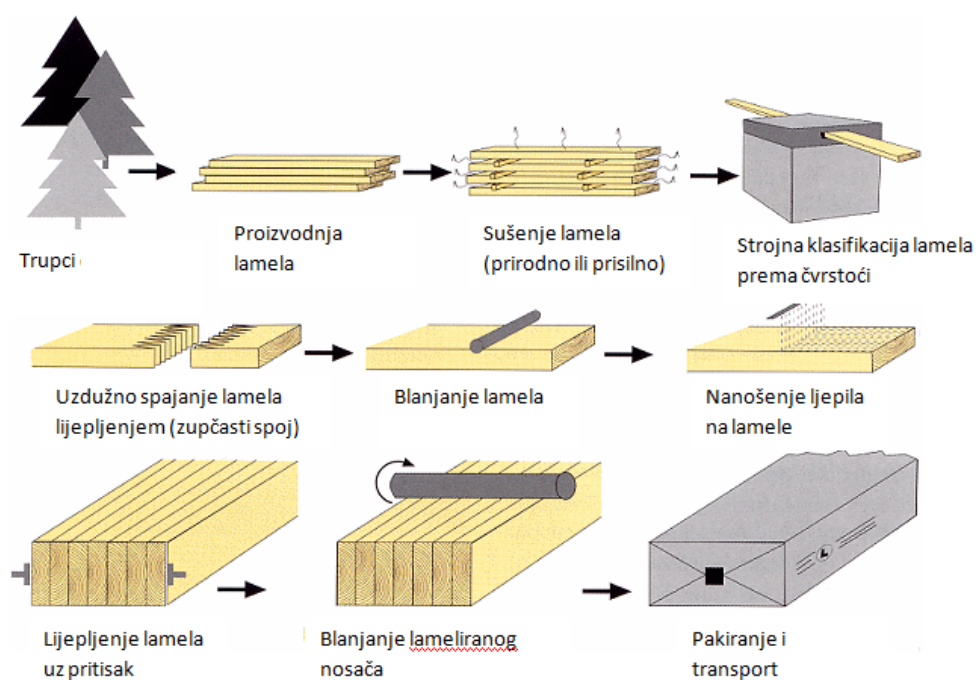 Trupci
Proizvodnja
lamela
Sušenje lamela
(prirodno ili prisilno)
Strojna klasifikacija lamela
prema čvrstoći
Uzdužno spajanje lamela
lijepljenjem (zupčasti spoj)
Blanjanje lamela
Nanošenje ljepila
na lamele
Lijepljenje lamela
uz pritisak
Blanjanje lameliranog
nosača
Pakiranje i
transport